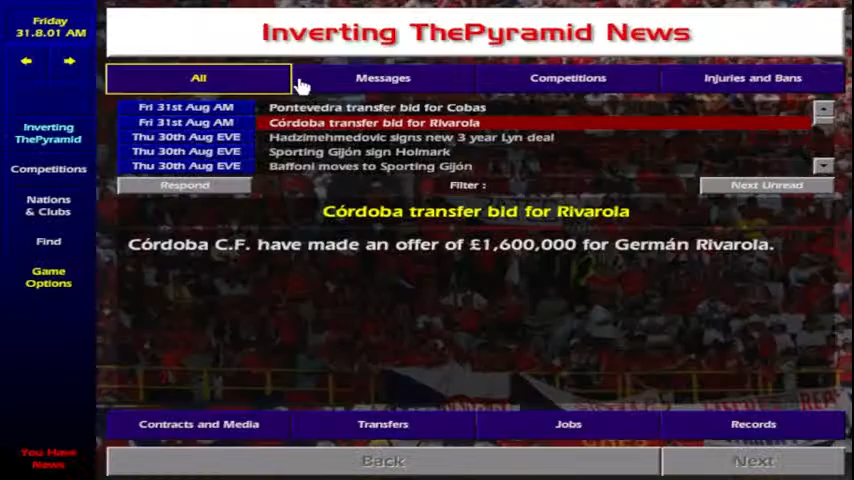 Friday
31.8.01 AM
Inverting ThePyramid News
All
Messages
Competitions
Injuries and Bans
Fri 31st Aug AM Pontevedra transfer bid for Cobas
Fri 31st Aug AM Córdoba transfer bid for Rivarola
Thu 30th Aug EVE Hadzimehmedovic signs new 3 year Lyn deal
Thu 30th Aug EVE Sporting Gijón sign Holmark
Thu 30th Aug EVE Baffoni moves to Sporting Gijón
Respond
Filter :
Next Unread
Inverting
ThePyramid
Competitions
Nations
& Clubs
Find
Game
Options
Córdoba transfer bid for Rivarola
Córdoba C.F. have made an offer of £1,600,000 for Germán Rivarola.
Contracts and Media
Transfers
Jobs
Records
You Have
News
Back
Next